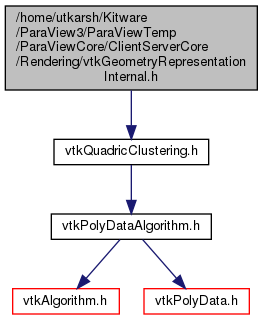 /home/utkarsh/Kitware
/ParaView3/ParaViewTemp
/ParaViewCore/ClientServerCore
/Rendering/vtkGeometryRepresentation
Internal.h
vtkQuadricClustering.h
vtkPolyDataAlgorithm.h
vtkAlgorithm.h
vtkPolyData.h